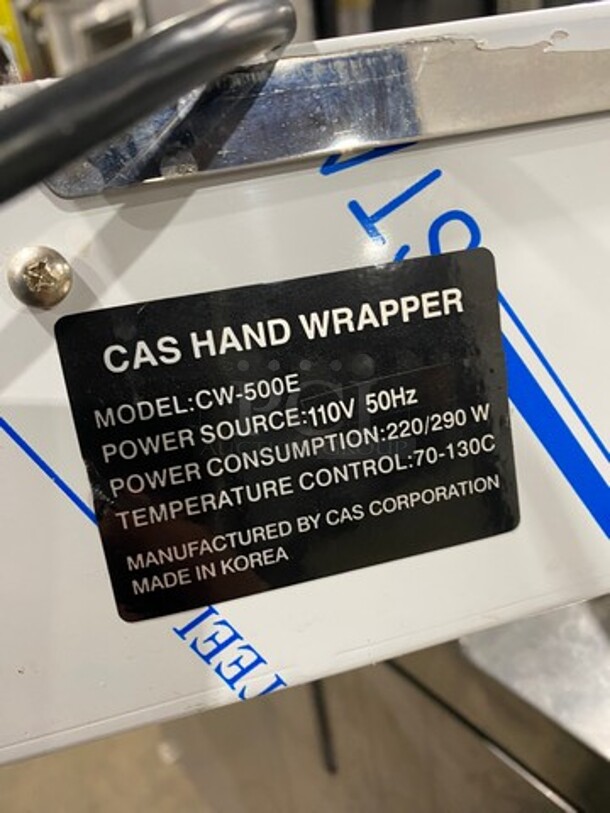 CAS HAND WRAPPER
MODEL:CW-500E
POWER SOURCE:110V 50Hz
POWER CONSUMPTION:220/290 W
TEMPERATURE CONTROL:70-130C
MANUFACTURED BY CAS CORPORATION
MADE IN KOREA